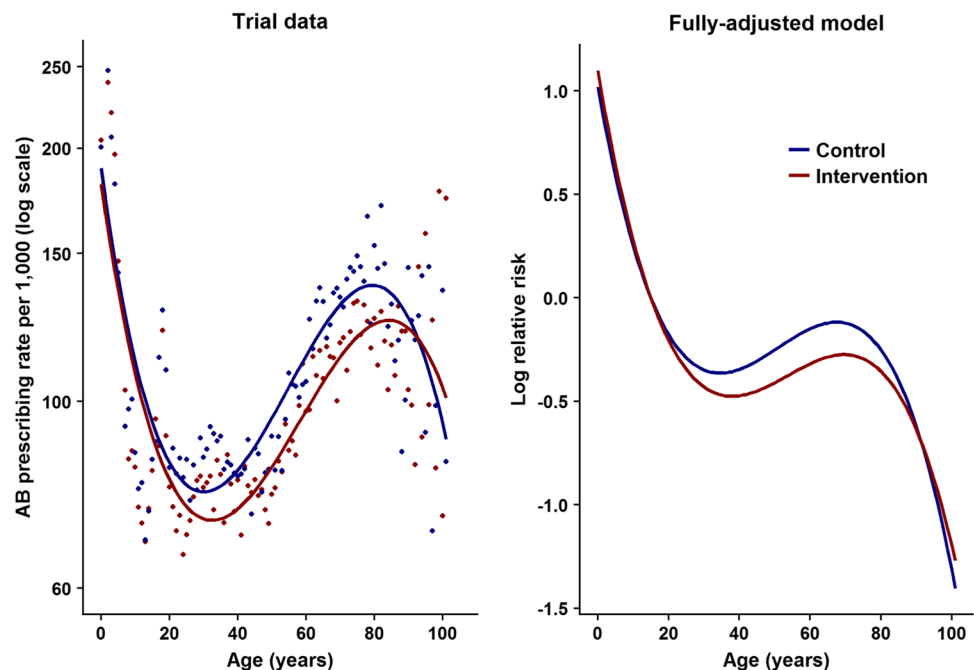 Trial data
AB prescribing rate per 1,000 (log scale)
250
200
150
100
60
0 20 40 60 80 100
Age (years)
Fully-adjusted model
Log relative risk
1.0
0.5
0.0
-0.5
-1.0
-1.5
Control
Intervention
0 20 40 60 80 100
Age (years)